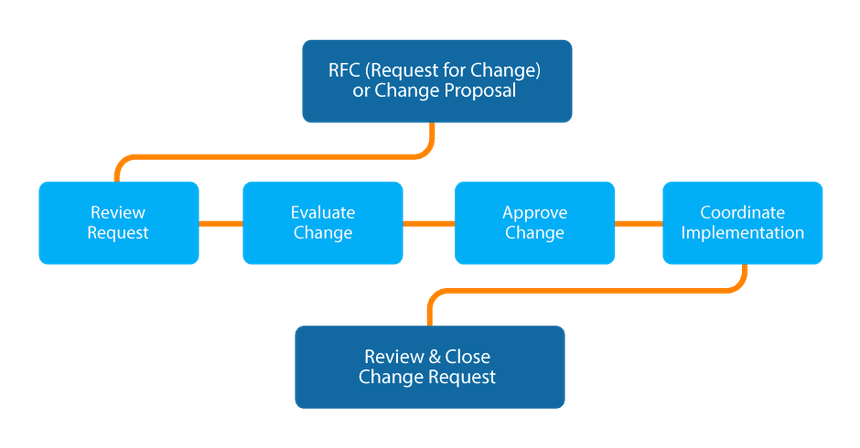 RFC (Request for Change)
or Change Proposal
Review
Request
Evaluate
Change
Approve
Change
Coordinate
Implementation
Review & Close
Change Request